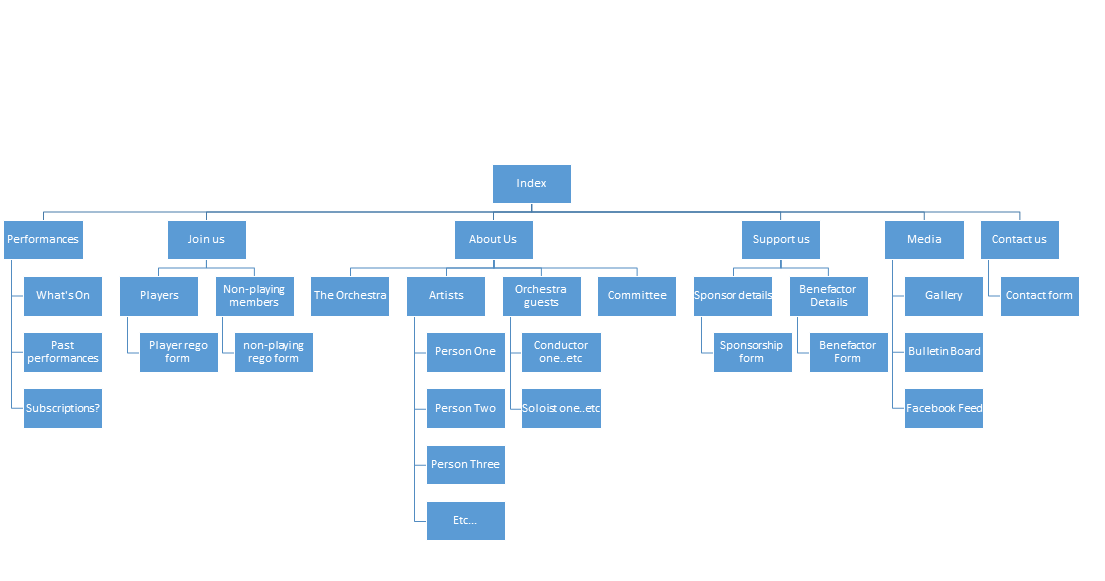 Index
Performances
Join us
About Us
Support us
Media
Contact us
What's On
Players
Non-playing
members
The Orchestra
Artists
Orchestra
guests
Committee
Sponsor details
Benefactor
Details
Gallery
Contact form
Past
performances
Player rego
form
non-playing
rego form
Person One
Conductor
one..etc
Sponsorship
form
Benefactor
Form
Bulletin Board
Subscriptions?
Person Two
Soloist one..etc
Facebook Feed
Person Three
Etc...